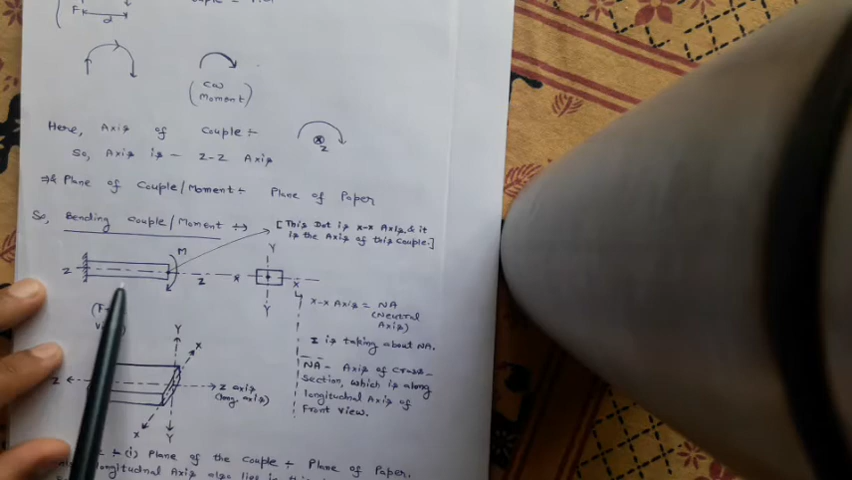 F
d
CW
(Moment)
Here, Axis of Couple :-
z
So, Axis is - z-z Axis
⇒ Plane of Couple/Moment :- Plane of Paper
So, Bending Couple/Moment →
[This Dot is x-x Axis & it
is the Axis of this Couple.]
M
Y
z
z
x
x
Y
x-x Axis = NA
(Neutral
Axis)
I is taking about NA.
NA - Axis of cross-
section, which is along
longitudnal Axis of
Front View.
Y
x
z
z axis
(long. axis)
x
Y
:- (i) Plane of the Couple :- Plane of Paper.
longitudnal Axis also lies in this